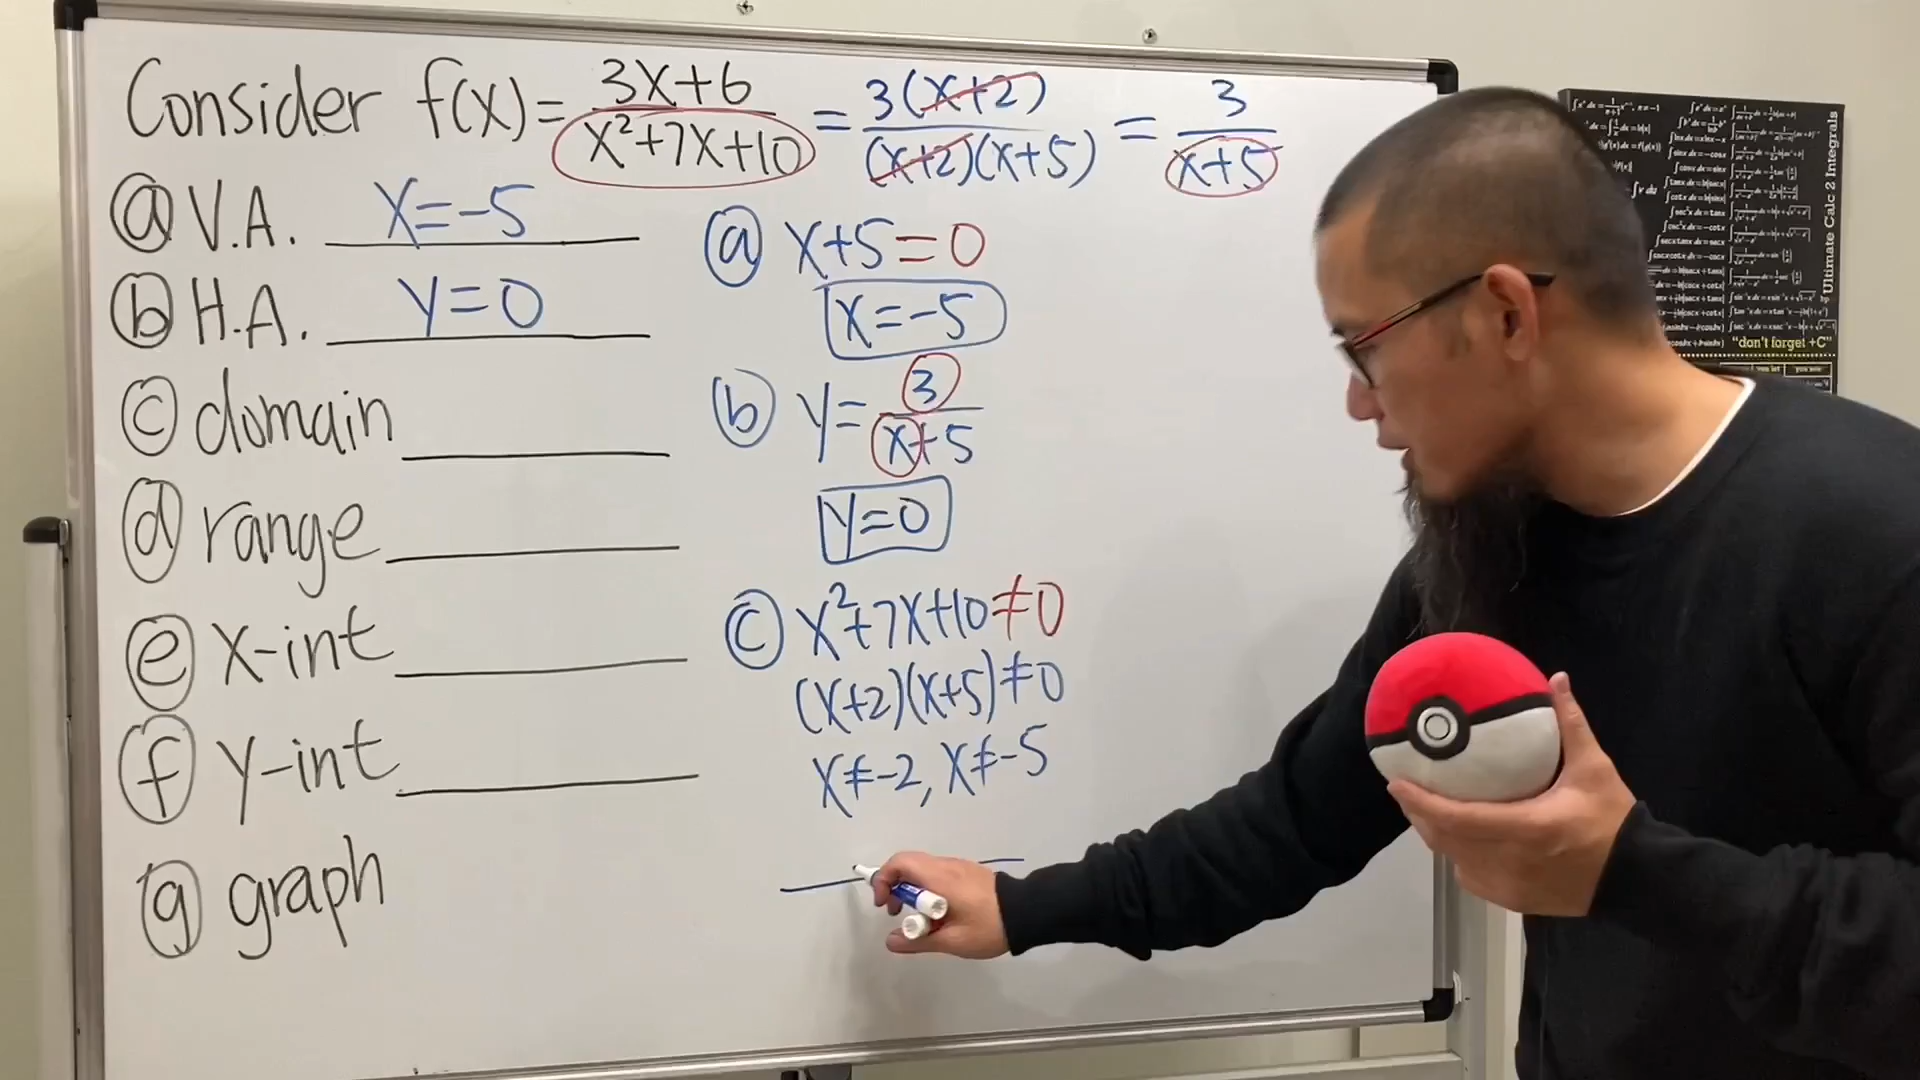 Consider f(x) = 3x+6 / x²+7x+10 = 3(x+2) / (x+2)(x+5) = 3 / x+5
ⓐ V.A. x=-5
ⓑ H.A. y=0
ⓒ domain
ⓓ range
ⓔ x-int
ⓕ y-int
ⓖ graph
ⓐ x+5=0
x=-5
ⓑ y= 3 / x+5
y=0
ⓒ x²+7x+10≠0
(x+2)(x+5)≠0
x≠-2, x≠-5
Ultimate Calc 2 Integrals
"don't forget +C"